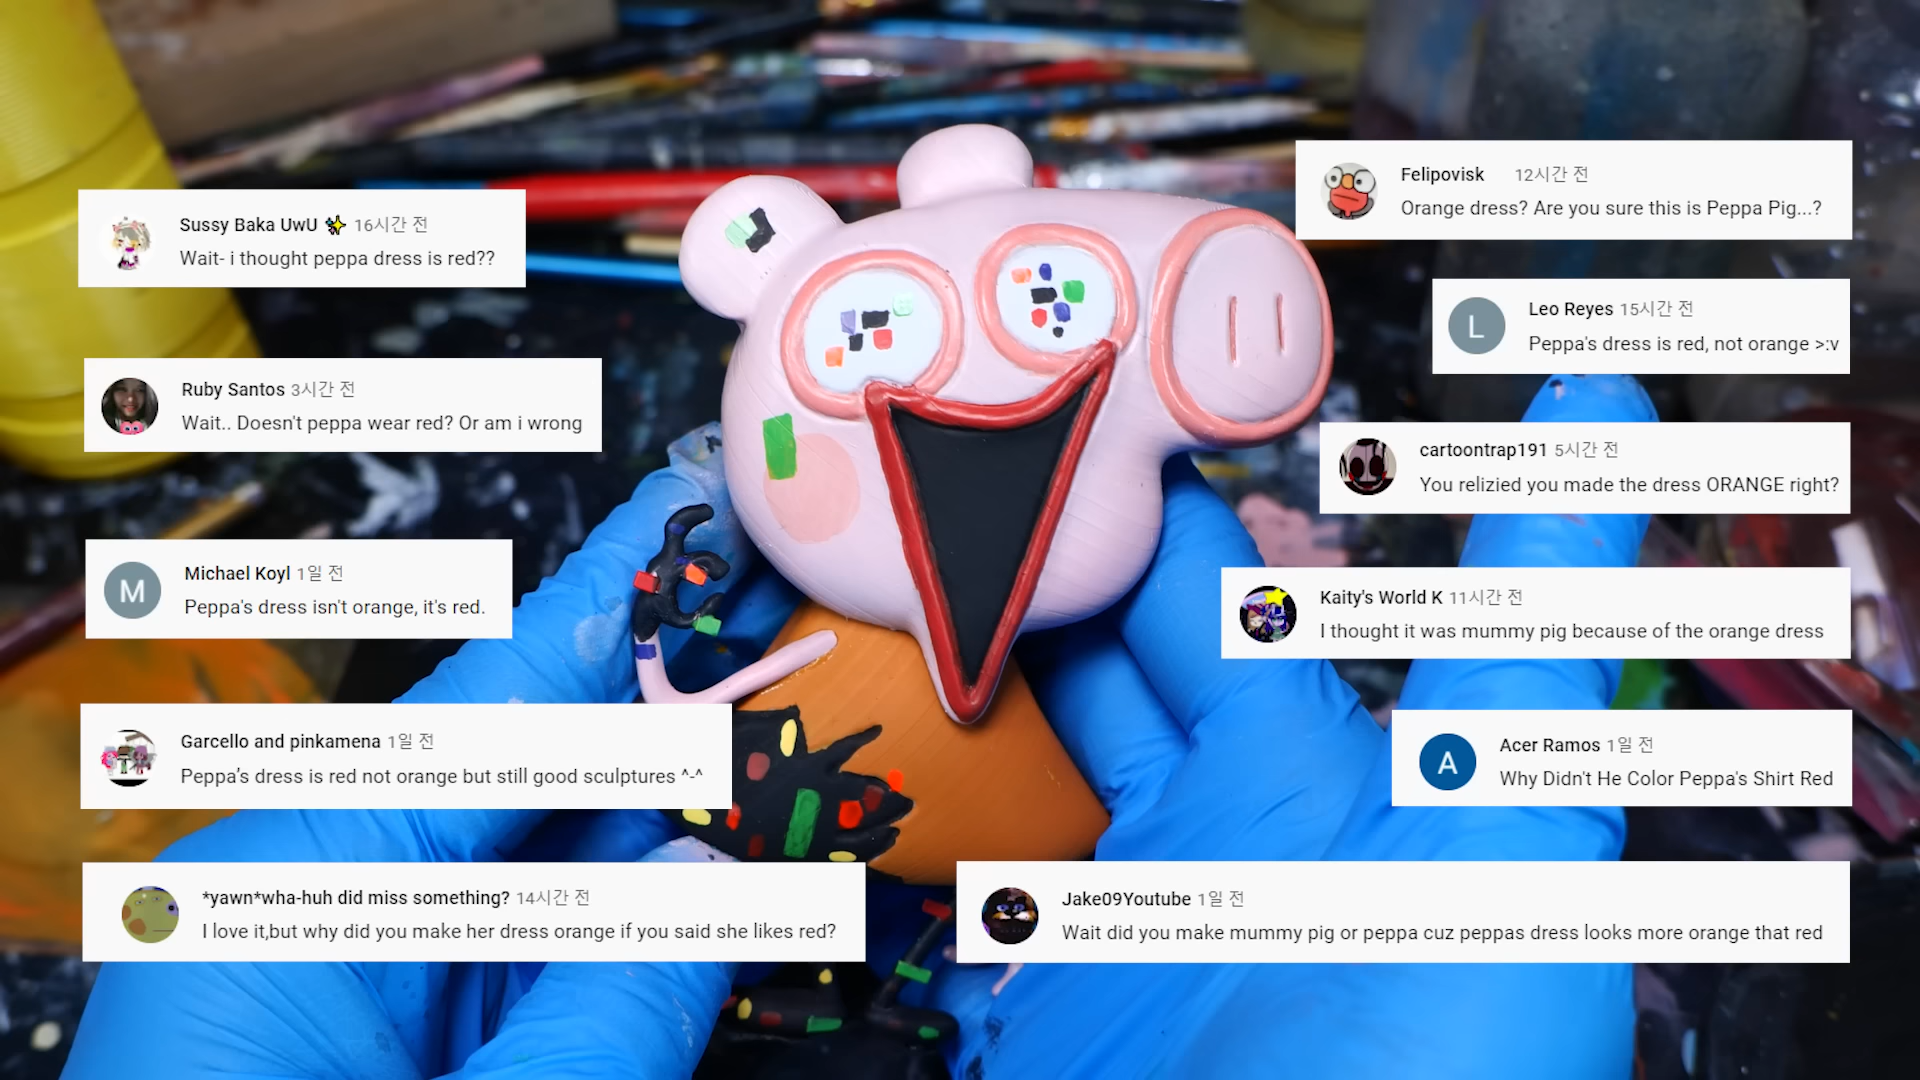 Sussy Baka UwU ✨ 16시간 전
Wait- i thought peppa dress is red??
Ruby Santos 3시간 전
Wait.. Doesn't peppa wear red? Or am i wrong
M
Michael Koyl 1일 전
Peppa's dress isn't orange, it's red.
Garcello and pinkamena 1일 전
Peppa's dress is red not orange but still good sculptures ^-^
*yawn*wha-huh did miss something? 14시간 전
I love it,but why did you make her dress orange if you said she likes red?
Felipovisk 12시간 전
Orange dress? Are you sure this is Peppa Pig...?
L
Leo Reyes 15시간 전
Peppa's dress is red, not orange >:v
cartoontrap191 5시간 전
You relizied you made the dress ORANGE right?
Kaity's World K 11시간 전
I thought it was mummy pig because of the orange dress
A
Acer Ramos 1일 전
Why Didn't He Color Peppa's Shirt Red
Jake09Youtube 1일 전
Wait did you make mummy pig or peppa cuz peppas dress looks more orange that red